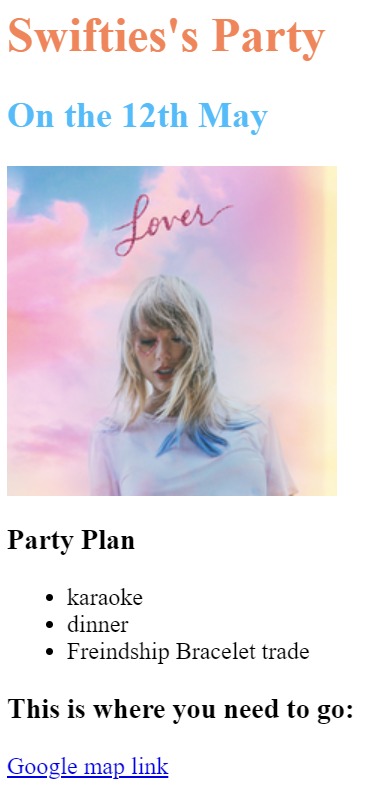 Swifties's Party
On the 12th May
Lover
Party Plan
karaoke
dinner
Freindship Bracelet trade
This is where you need to go:
Google map link